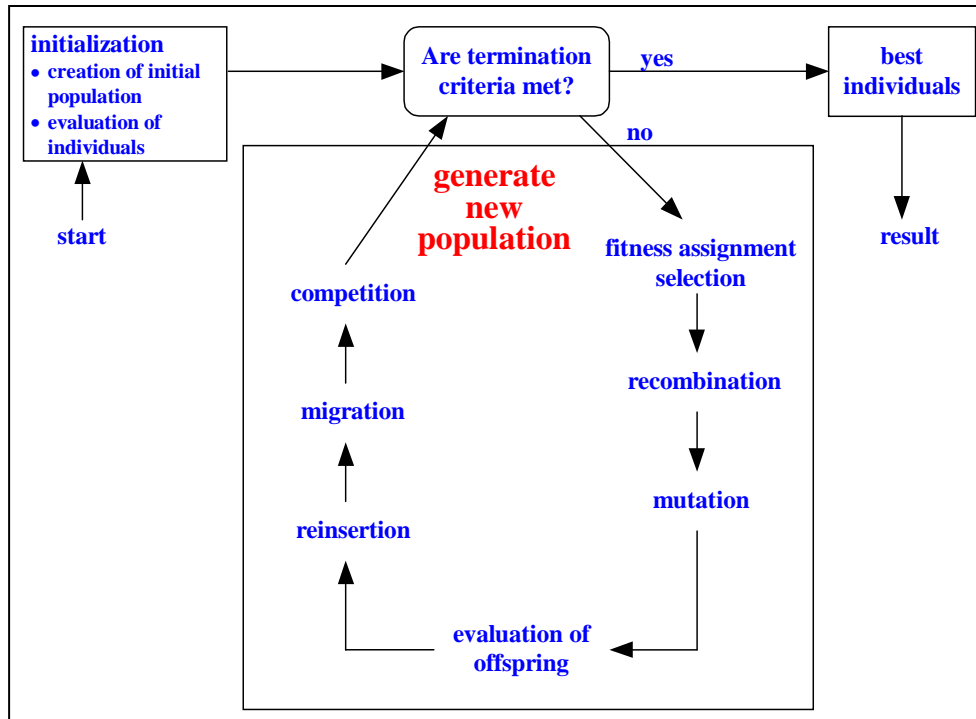 initialization
• creation of initial
population
• evaluation of
individuals
start
Are termination
criteria met?
yes
no
best
individuals
result
generate
new
population
fitness assignment
selection
recombination
mutation
evaluation of
offspring
reinsertion
migration
competition